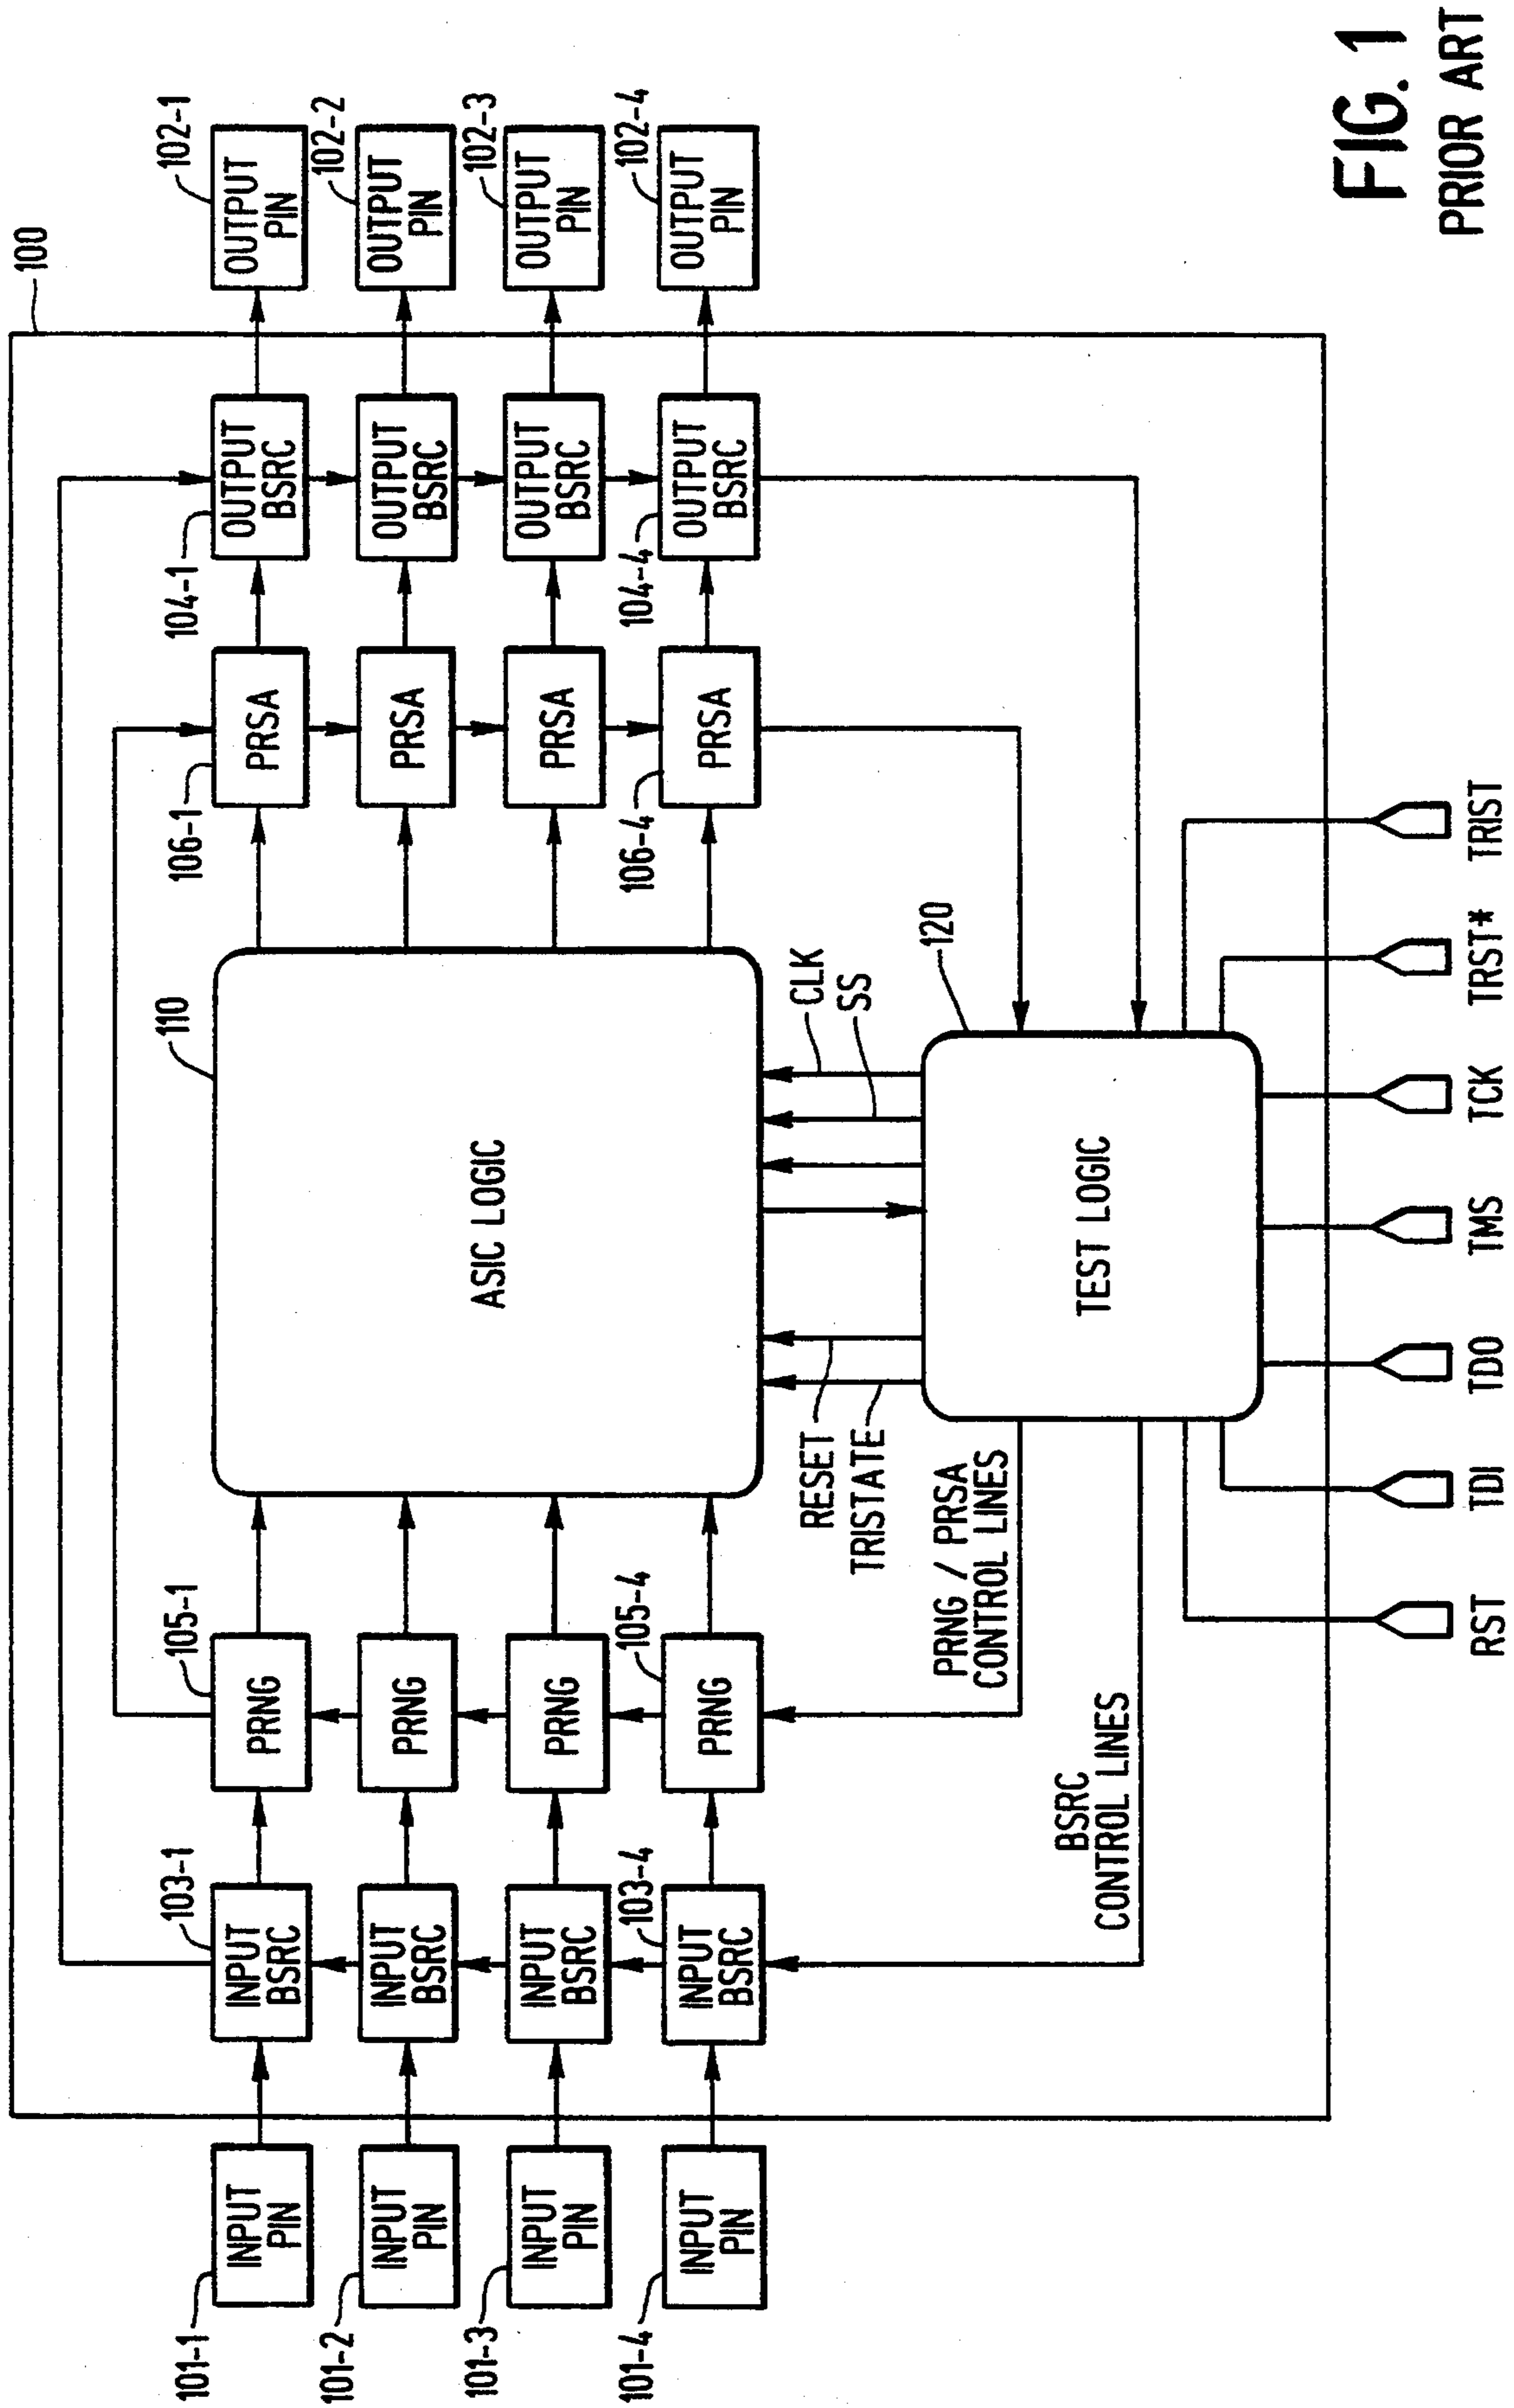 100
101-1
INPUT
PIN
103-1
INPUT
BSRC
105-1
PRNG
110
ASIC LOGIC
106-1
PRSA
104-1
OUTPUT
BSRC
102-1
OUTPUT
PIN
101-2
INPUT
PIN
INPUT
BSRC
PRNG
PRSA
OUTPUT
BSRC
102-2
OUTPUT
PIN
101-3
INPUT
PIN
INPUT
BSRC
PRNG
PRSA
OUTPUT
BSRC
102-3
OUTPUT
PIN
101-4
INPUT
PIN
103-4
INPUT
BSRC
105-4
PRNG
106-4
PRSA
104-4
OUTPUT
BSRC
102-4
OUTPUT
PIN
RESET
TRISTATE
CLK
SS
120
PRNG / PRSA
CONTROL LINES
BSRC
CONTROL LINES
TEST LOGIC
RST
TDI
TDO
TMS
TCK
TRST*
TRIST
FIG. 1
PRIOR ART